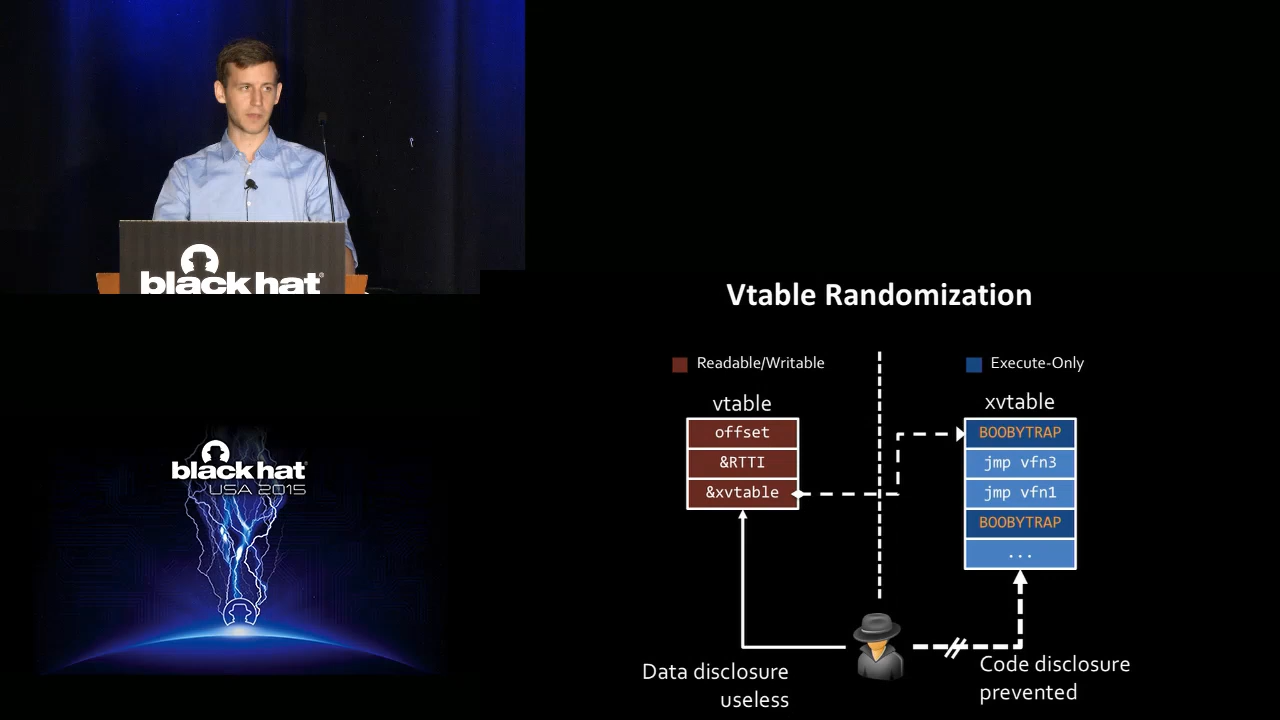 black hat
Vtable Randomization
Readable/Writable
Execute-Only
vtable
xvtable
offset
&RTTI
&xvtable
BOOBYTRAP
jmp vfn3
jmp vfn1
BOOBYTRAP
...
Data disclosure
useless
Code disclosure
prevented
black hat
USA 2015